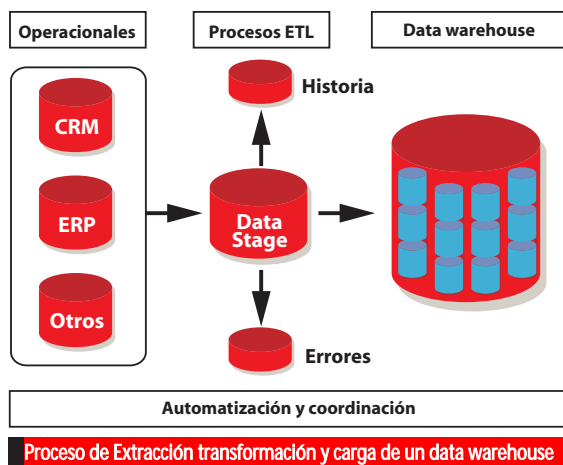 Operacionales
Procesos ETL
Data warehouse
CRM
ERP
Otros
Historia
Data
Stage
Errores
Automatización y coordinación
Proceso de Extracción transformación y carga de un data warehouse